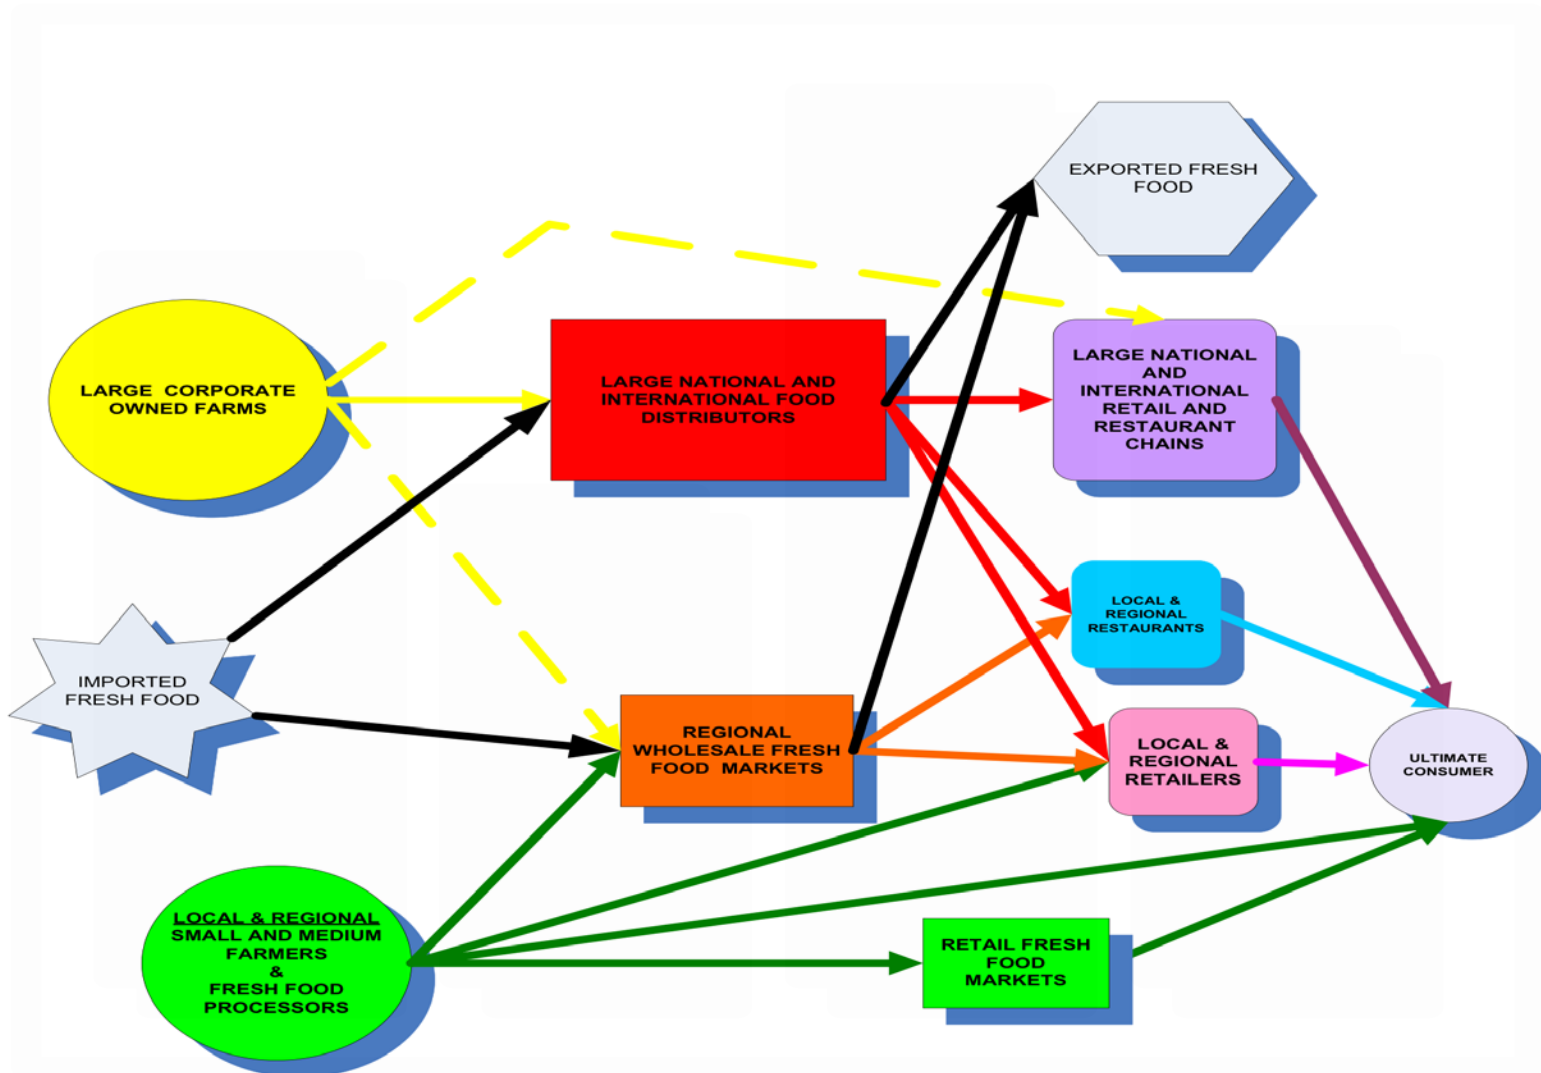 EXPORTED FRESH
FOOD
LARGE CORPORATE
OWNED FARMS
LARGE NATIONAL AND
INTERNATIONAL FOOD
DISTRIBUTORS
LARGE NATIONAL
AND
INTERNATIONAL
RETAIL AND
RESTAURANT
CHAINS
LOCAL &
REGIONAL
RESTAURANTS
IMPORTED
FRESH FOOD
REGIONAL
WHOLESALE FRESH
FOOD MARKETS
LOCAL &
REGIONAL
RETAILERS
ULTIMATE
CONSUMER
LOCAL & REGIONAL
SMALL AND MEDIUM
FARMERS
&
FRESH FOOD
PROCESSORS
RETAIL FRESH
FOOD
MARKETS